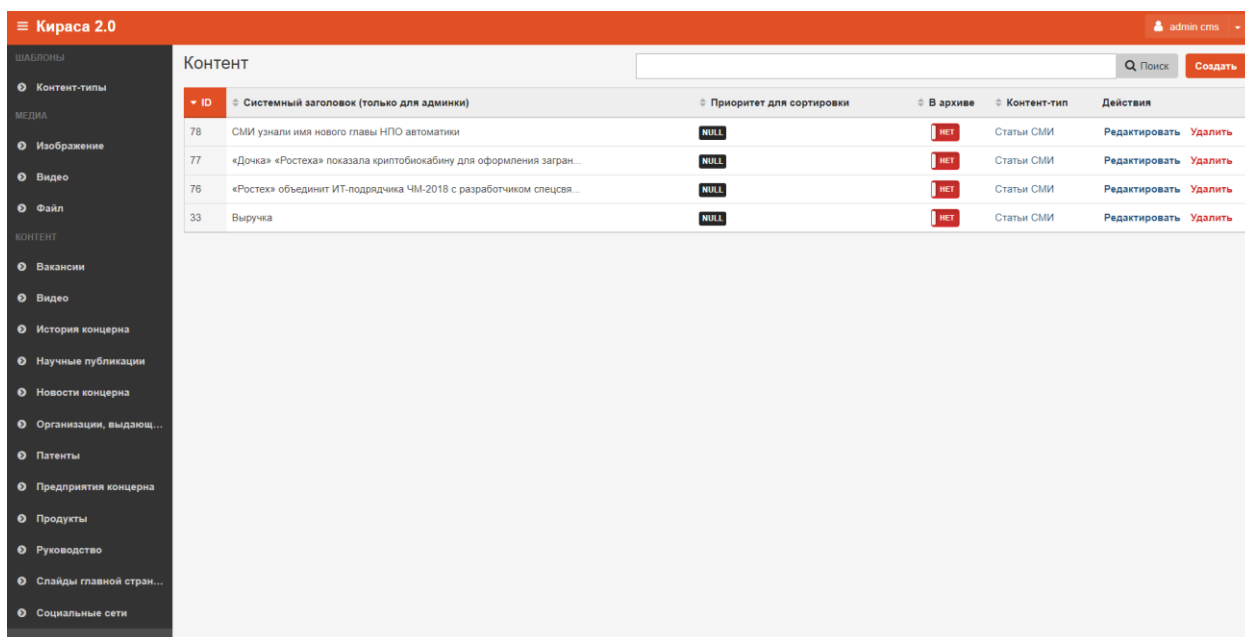 Кираса 2.0
admin cms
ШАБЛОНЫ
Контент-типы
МЕДИА
Изображение
Видео
Файл
КОНТЕНТ
Вакансии
Видео
История концерна
Научные публикации
Новости концерна
Организации, выдающ...
Патенты
Предприятия концерна
Продукты
Руководство
Слайды главной стран...
Социальные сети
Контент
Поиск
Создать
ID Системный заголовок (только для админки) Приоритет для сортировки В архиве Контент-тип Действия
78 СМИ узнали имя нового главы НПО автоматики NULL НЕТ Статьи СМИ Редактировать Удалить
77 «Дочка» «Ростеха» показала криптобиокабину для оформления загран... NULL НЕТ Статьи СМИ Редактировать Удалить
76 «Ростех» объединит ИТ-подрядчика ЧМ-2018 с разработчиком спецсвя... NULL НЕТ Статьи СМИ Редактировать Удалить
33 Выручка NULL НЕТ Статьи СМИ Редактировать Удалить